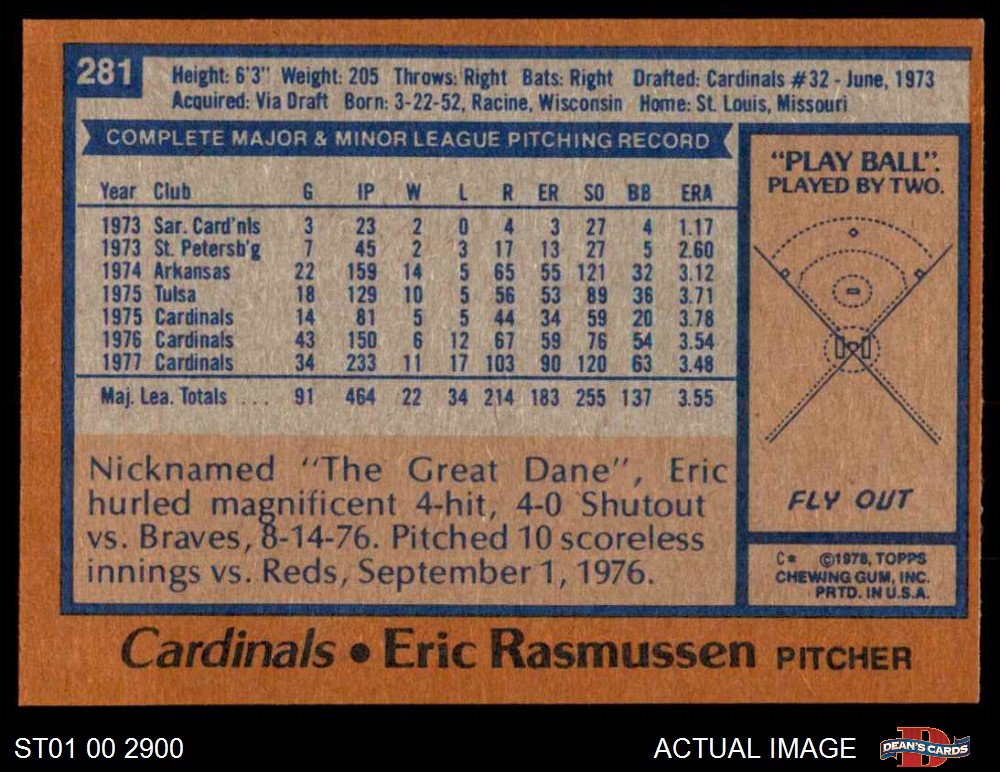 281
Height: 6'3" Weight: 205 Throws: Right Bats: Right Drafted: Cardinals #32 - June, 1973
Acquired: Via Draft Born: 3-22-52, Racine, Wisconsin Home: St. Louis, Missouri
COMPLETE MAJOR & MINOR LEAGUE PITCHING RECORD
Year Club G IP W L R ER SO BB ERA
1973 Sar. Card'nls 3 23 2 0 4 3 27 4 1.17
1973 St. Petersb'g 7 45 2 3 17 13 27 5 2.60
1974 Arkansas 22 159 14 5 65 55 121 32 3.12
1975 Tulsa 18 129 10 5 56 53 89 36 3.71
1975 Cardinals 14 81 5 5 44 34 59 20 3.78
1976 Cardinals 43 150 6 12 67 59 76 54 3.54
1977 Cardinals 34 233 11 17 103 90 120 63 3.48
Maj. Lea. Totals ... 91 464 22 34 214 183 255 137 3.55
Nicknamed "The Great Dane", Eric
hurled magnificent 4-hit, 4-0 Shutout
vs. Braves, 8-14-76. Pitched 10 scoreless
innings vs. Reds, September 1, 1976.
"PLAY BALL".
PLAYED BY TWO.
FLY OUT
C* ©1978, TOPPS
CHEWING GUM, INC.
PRTD. IN U.S.A.
Cardinals • Eric Rasmussen PITCHER
ST01 00 2900
ACTUAL IMAGE
D
DEAN'S CARDS